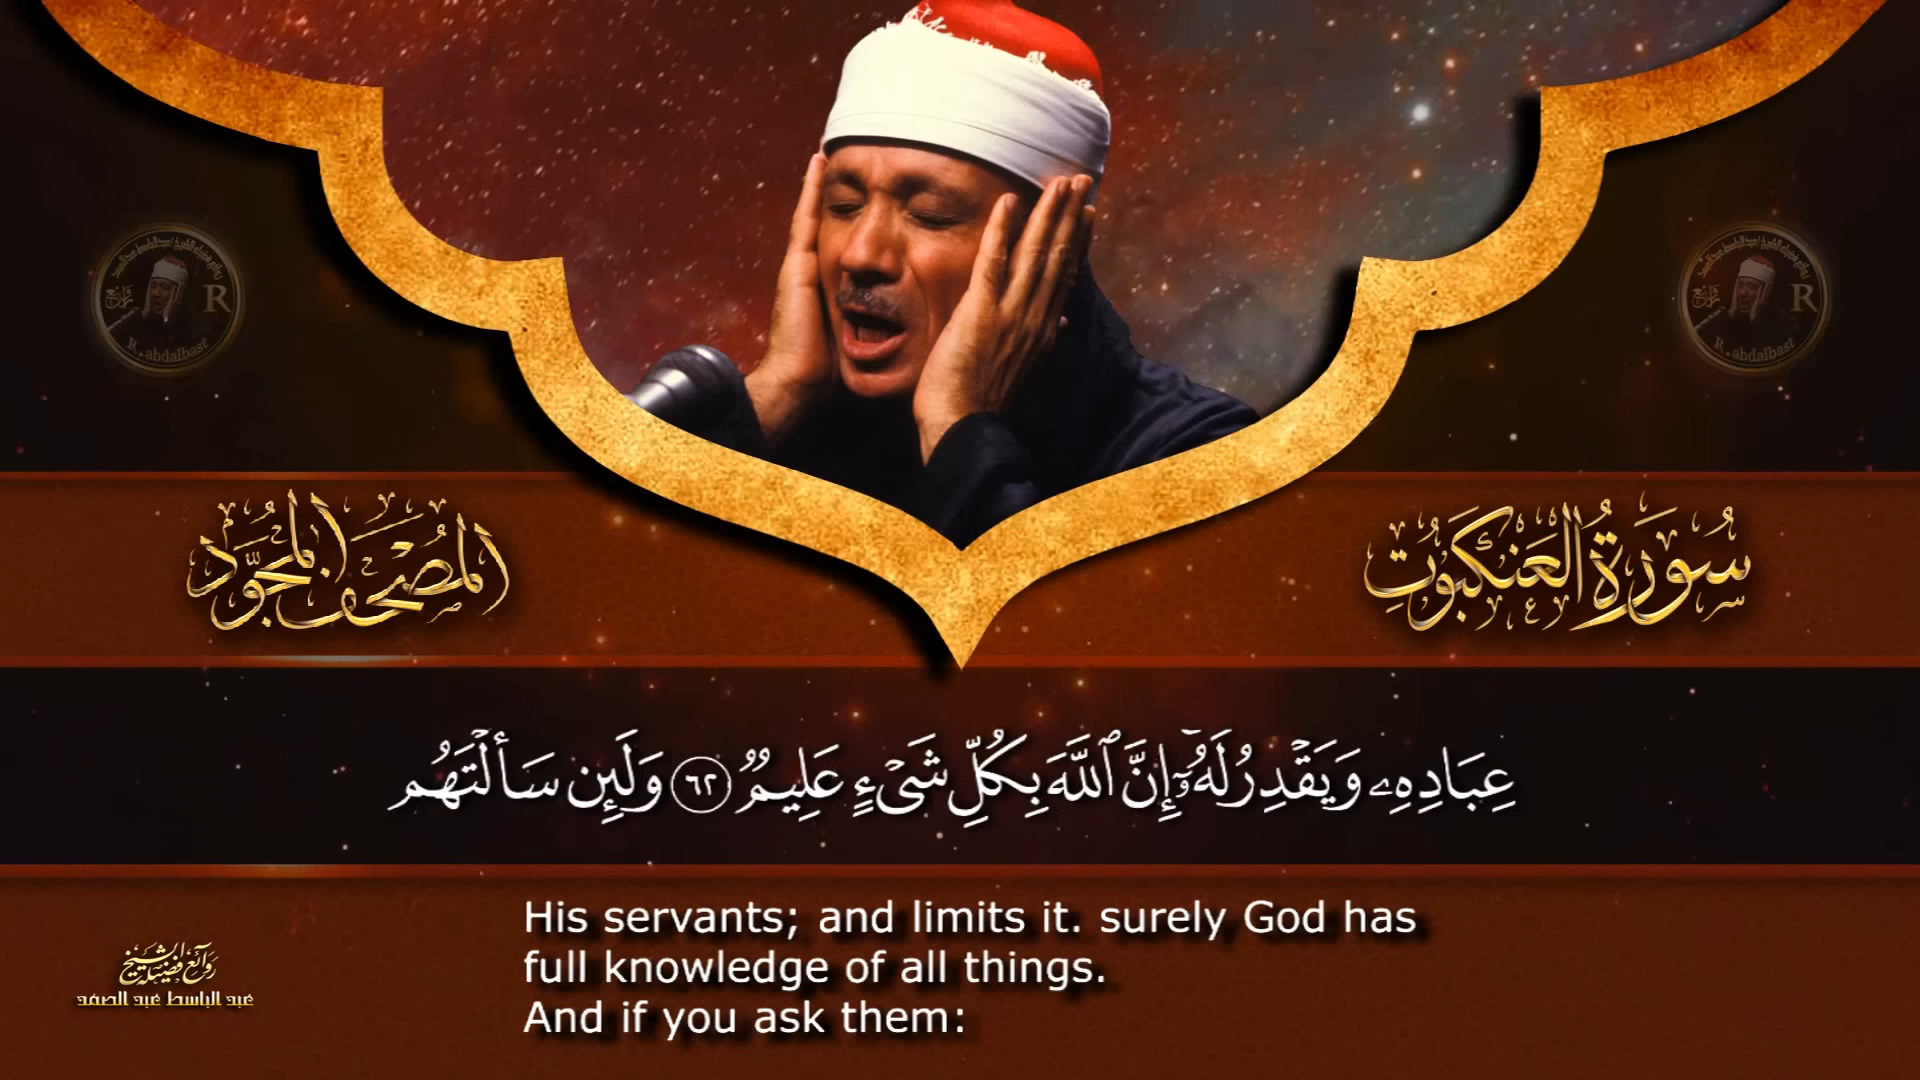 سُورَةُ العَنكَبُوتِ
المُصْحَف المُجَوَّد
عِبَادِهِۦ وَيَقْدِرُ لَهُۥٓ إِنَّ ٱللَّهَ بِكُلِّ شَىْءٍ عَلِيمٌ ٦٢ وَلَئِن سَأَلْتَهُم
His servants; and limits it. surely God has
full knowledge of all things.
And if you ask them:
روائع فضيلة الشيخ
عبد الباسط عبد الصمد
R
R.abdalbast
R
R.abdalbast